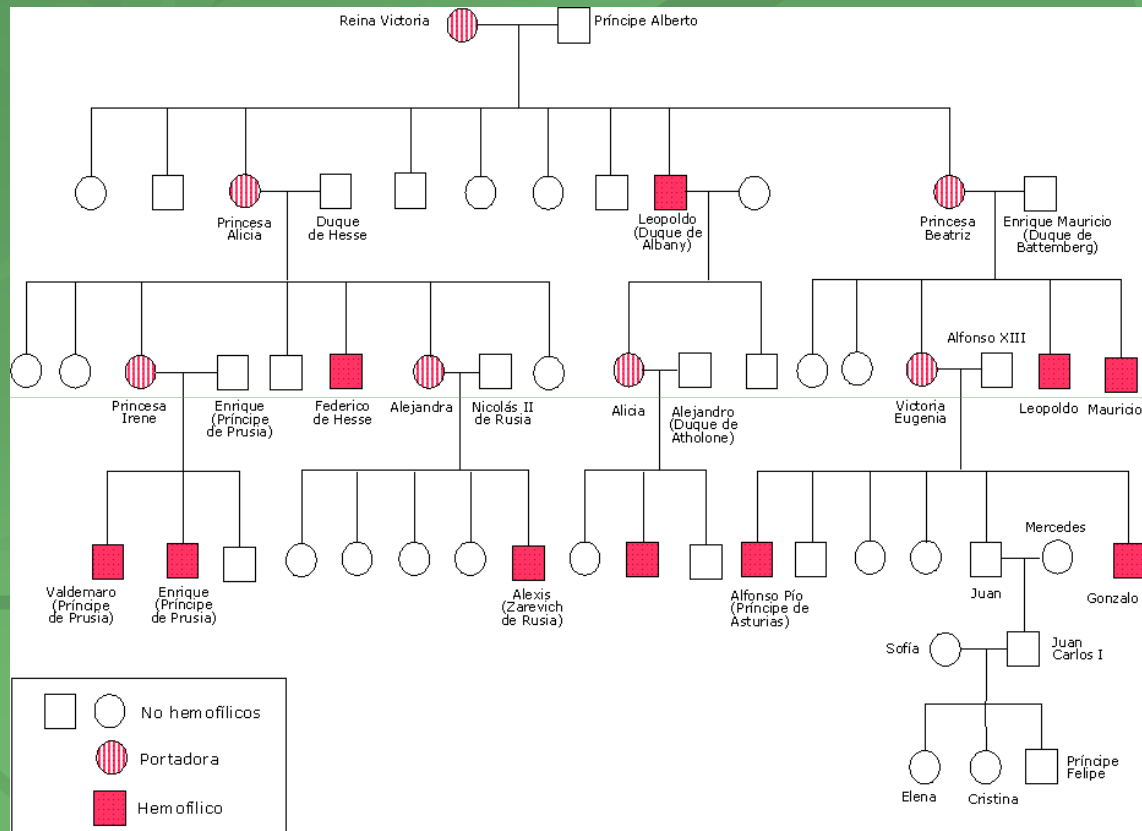 Reina Victoria
Príncipe Alberto
Princesa
Alicia
Duque
de Hesse
Leopoldo
(Duque de
Albany)
Princesa
Beatriz
Enrique Mauricio
(Duque de
Battemberg)
Alfonso XIII
Princesa
Irene
Enrique
(Príncipe
de Prusia)
Federico
de Hesse
Alejandra
Nicolás II
de Rusia
Alicia
Alejandro
(Duque de
Atholone)
Victoria
Eugenia
Leopoldo
Mauricio
Mercedes
Valdemaro
(Príncipe
de Prusia)
Enrique
(Príncipe
de Prusia)
Alexis
(Zarevich
de Rusia)
Alfonso Pío
(Príncipe de
Asturias)
Juan
Gonzalo
Sofía
Juan
Carlos I
Elena
Cristina
Príncipe
Felipe
No hemofílicos
Portadora
Hemofílico